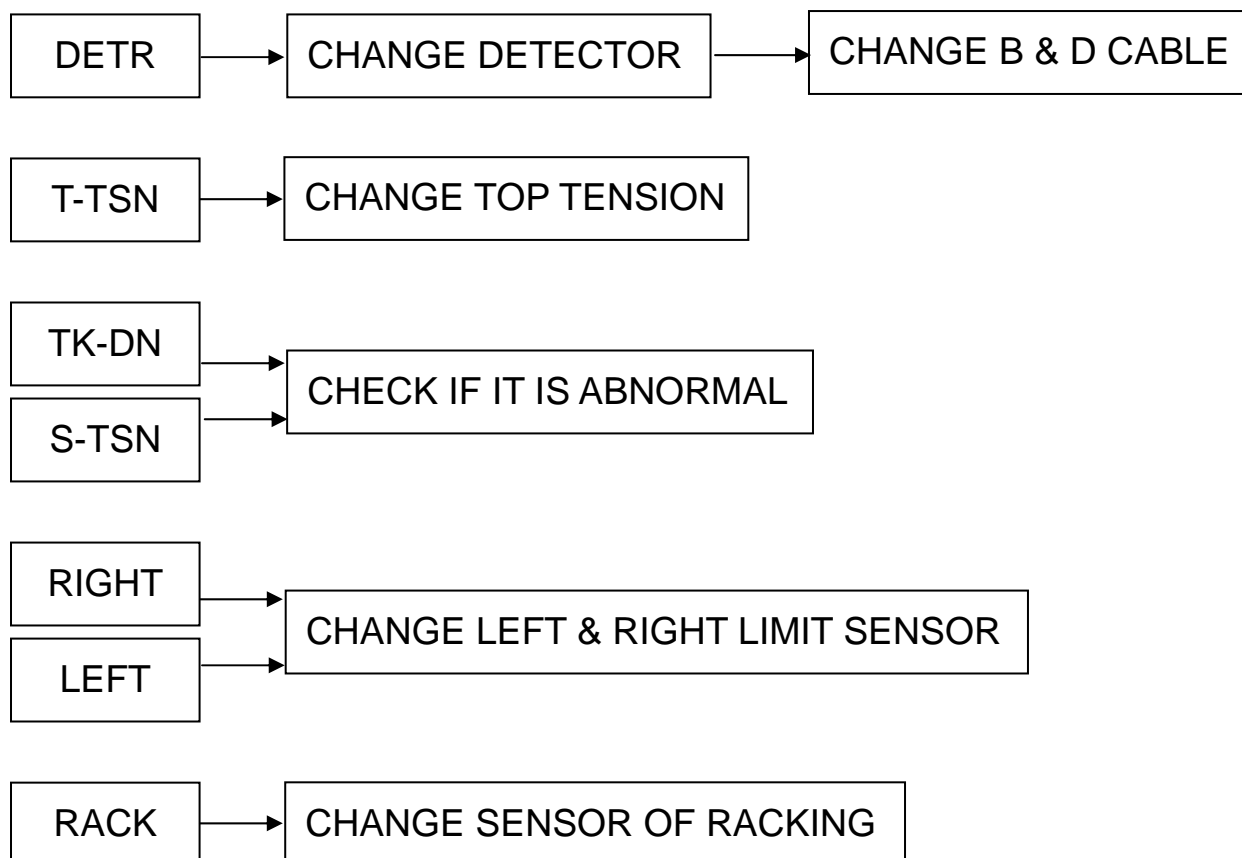 DETR
CHANGE DETECTOR
CHANGE B & D CABLE
T-TSN
CHANGE TOP TENSION
TK-DN
S-TSN
CHECK IF IT IS ABNORMAL
RIGHT
LEFT
CHANGE LEFT & RIGHT LIMIT SENSOR
RACK
CHANGE SENSOR OF RACKING